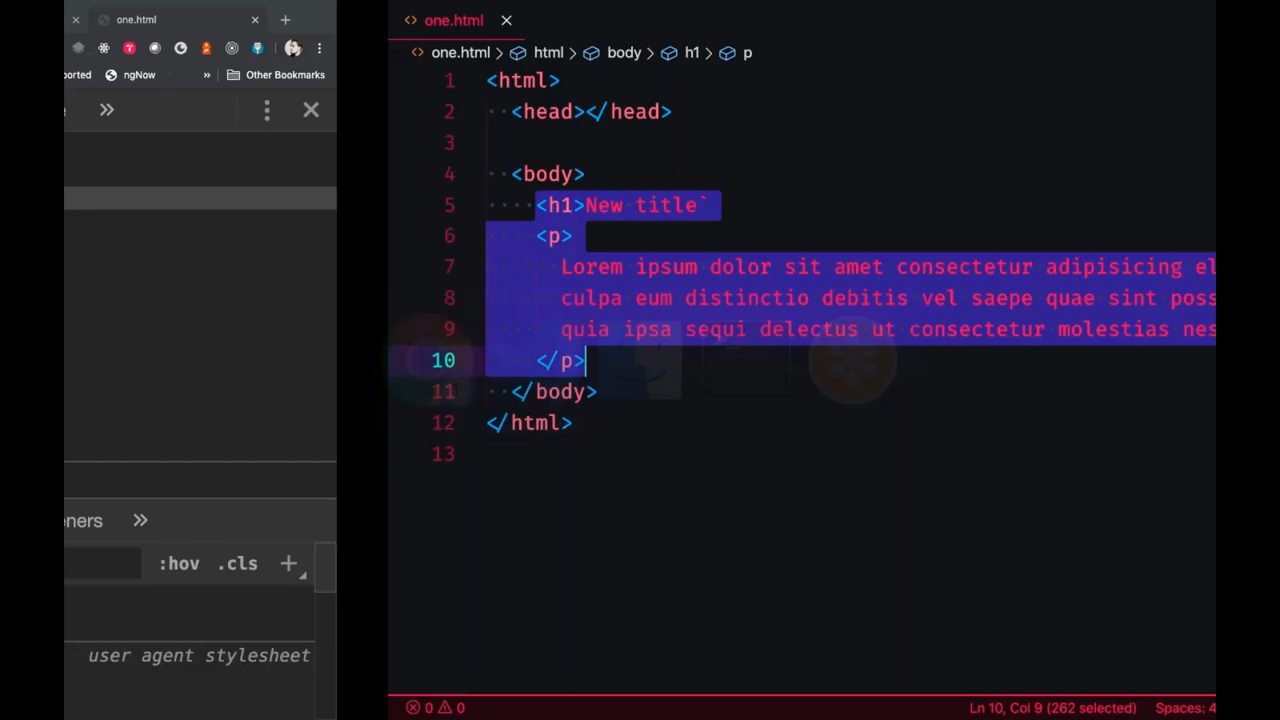 one.html
ported
ngNow
»
Other Bookmarks
»
»
:hov .cls +
user agent stylesheet
one.html
one.html > html > body > h1 > p
1 <html>
2 <head></head>
3
4 <body>
5 <h1>New title`
6 <p>
7 Lorem ipsum dolor sit amet consectetur adipisicing el
8 culpa eum distinctio debitis vel saepe quae sint poss
9 quia ipsa sequi delectus ut consectetur molestias nes
10 </p>
11 </body>
12 </html>
13
0 0
Ln 10, Col 9 (262 selected) Spaces: 4